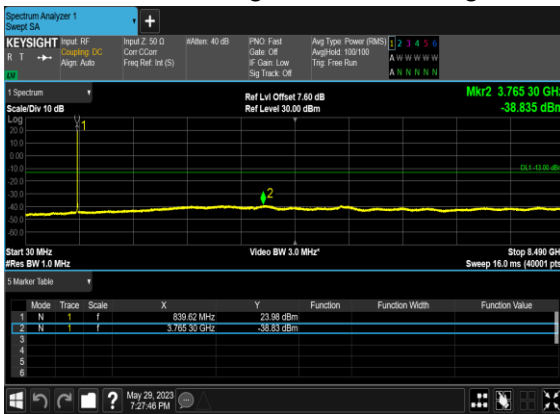 Spectrum Analyzer 1
Swept SA
KEYSIGHT Input: RF Input Z: 50 Ω #Atten: 40 dB PNO: Fast Avg Type: Power (RMS) 1 2 3 4 5 6
R T Coupling: DC Corr CCorr Gate: Off Avg|Hold: 100/100 A W W W W W
Align: Auto Freq Ref: Int (S) IF Gain: Low Trig: Free Run
Sig Track: Off A N N N N N
LV
1 Spectrum Ref Lvl Offset 7.60 dB Mkr2 3.765 30 GHz
Scale/Div 10 dB Ref Level 30.00 dBm -38.835 dBm
Log
20.0 1
10.0
0.00
-10.0 DL1 -13.00 dBm
-20.0
-30.0 2
-40.0
-50.0
-60.0
Start 30 MHz Video BW 3.0 MHz* Stop 8.490 GHz
#Res BW 1.0 MHz Sweep 16.0 ms (40001 pts
5 Marker Table
Mode Trace Scale X Y Function Function Width Function Value
1 N 1 f 839.62 MHz 23.98 dBm
2 N 1 f 3.765 30 GHz -38.83 dBm
3
4
5
6
? May 29, 2023
7:27:46 PM